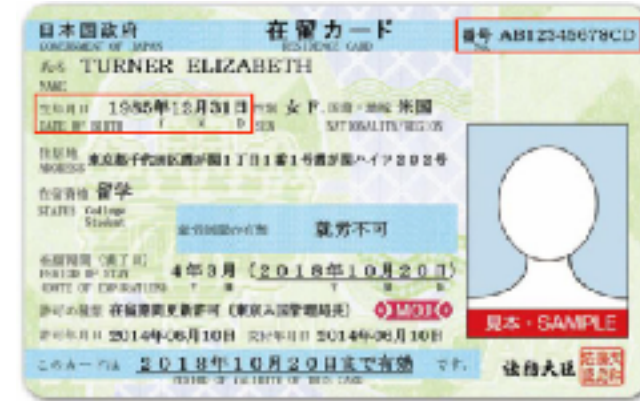 日本国政府 在留カード 番号 AB12345678CD
GOVERNMENT OF JAPAN RESIDENCE CARD No.
氏名 TURNER ELIZABETH
NAME
生年月日 1985年12月31日 性別 女 F. 国籍・地域 米国
DATE OF BIRTH Y M D SEX NATIONALITY/REGION
住居地 東京都千代田区霞が関1丁目1番1号霞が関ハイツ202号
ADDRESS
在留資格 留学
STATUS College
Student
就労制限の有無 就労不可
在留期間(満了日) 4年3月(2018年10月20日)
PERIOD OF STAY
(DATE OF EXPIRATION) Y M Y M D
許可の種類 在留期間更新許可(東京入国管理局長) MOJ
見本・SAMPLE
許可年月日 2014年06月10日 交付年月日 2014年06月10日
このカードは 2018年10月20日まで有効 です。
PERIOD OF VALIDITY OF THIS CARD
法務大臣